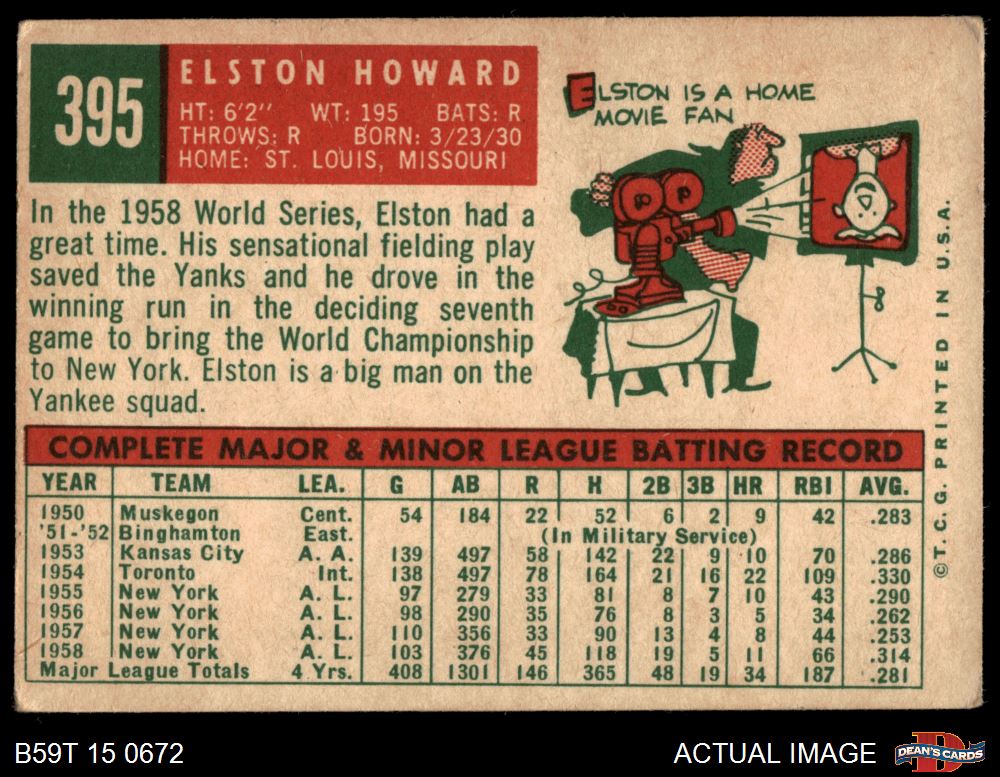 395
ELSTON HOWARD
HT: 6'2" WT: 195 BATS: R
THROWS: R BORN: 3/23/30
HOME: ST. LOUIS, MISSOURI
ELSTON IS A HOME
MOVIE FAN
In the 1958 World Series, Elston had a
great time. His sensational fielding play
saved the Yanks and he drove in the
winning run in the deciding seventh
game to bring the World Championship
to New York. Elston is a big man on the
Yankee squad.
COMPLETE MAJOR & MINOR LEAGUE BATTING RECORD
YEAR TEAM LEA. G AB R H 2B 3B HR RBI AVG.
1950 Muskegon Cent. 54 184 22 52 6 2 9 42 .283
'51-'52 Binghamton East. (In Military Service)
1953 Kansas City A. A. 139 497 58 142 22 9 10 70 .286
1954 Toronto Int. 138 497 78 164 21 16 22 109 .330
1955 New York A. L. 97 279 33 81 8 7 10 43 .290
1956 New York A. L. 98 290 35 76 8 3 5 34 .262
1957 New York A. L. 110 356 33 90 13 4 8 44 .253
1958 New York A. L. 103 376 45 118 19 5 11 66 .314
Major League Totals 4 Yrs. 408 1301 146 365 48 19 34 187 .281
©T.C.G. PRINTED IN U.S.A.
B59T 15 0672
ACTUAL IMAGE
D
DEAN'S CARDS